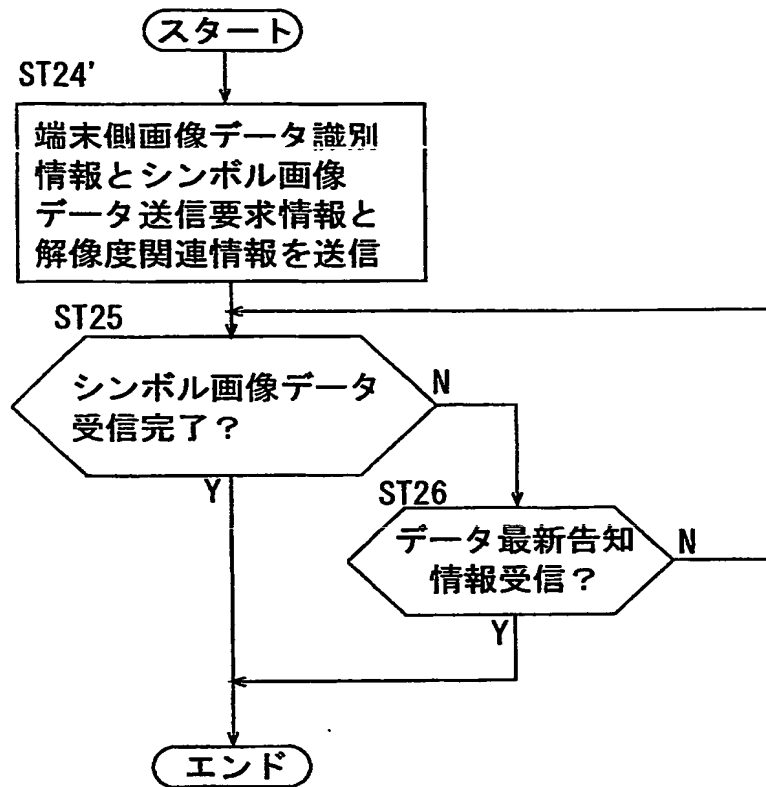 スタート
ST24'
端末側画像データ識別
情報とシンボル画像
データ送信要求情報と
解像度関連情報を送信
ST25
シンボル画像データ
受信完了？
N
Y
ST26
データ最新告知
情報受信？
N
Y
エンド